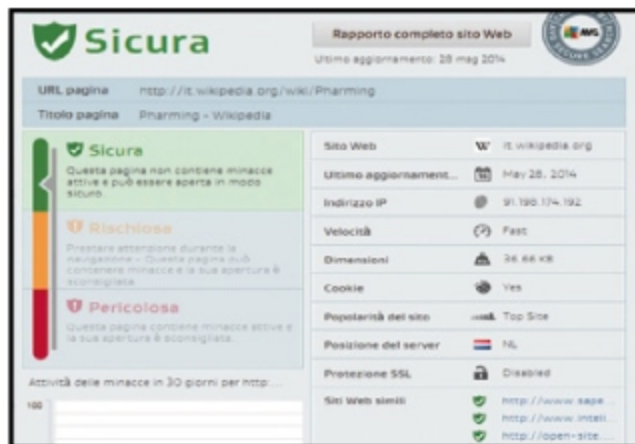 Sicura
Rapporto completo sito Web
Ultimo aggiornamento: 28 mag 2014
AVG
SECURE SEARCH
URL pagina http://it.wikipedia.org/wiki/Pharming
Titolo pagina Pharming - Wikipedia
Sicura
Questa pagina non contiene minacce
attive e può essere aperta in modo
sicuro.
Rischiosa
Prestare attenzione durante la
navigazione - Questa pagina può
contenere minacce e la sua apertura è
sconsigliata.
Pericolosa
Questa pagina contiene minacce attive e
la sua apertura è sconsigliata.
Attività delle minacce in 30 giorni per http:...
100
Sito Web W it.wikipedia.org
Ultimo aggiornament... May 28, 2014
Indirizzo IP 91.198.174.192
Velocità Fast
Dimensioni 36.66 KB
Cookie Yes
Popolarità del sito Top Site
Posizione del server NL
Protezione SSL Disabled
Siti Web simili http://www.sape...
http://www.inteli...
http://open-site....